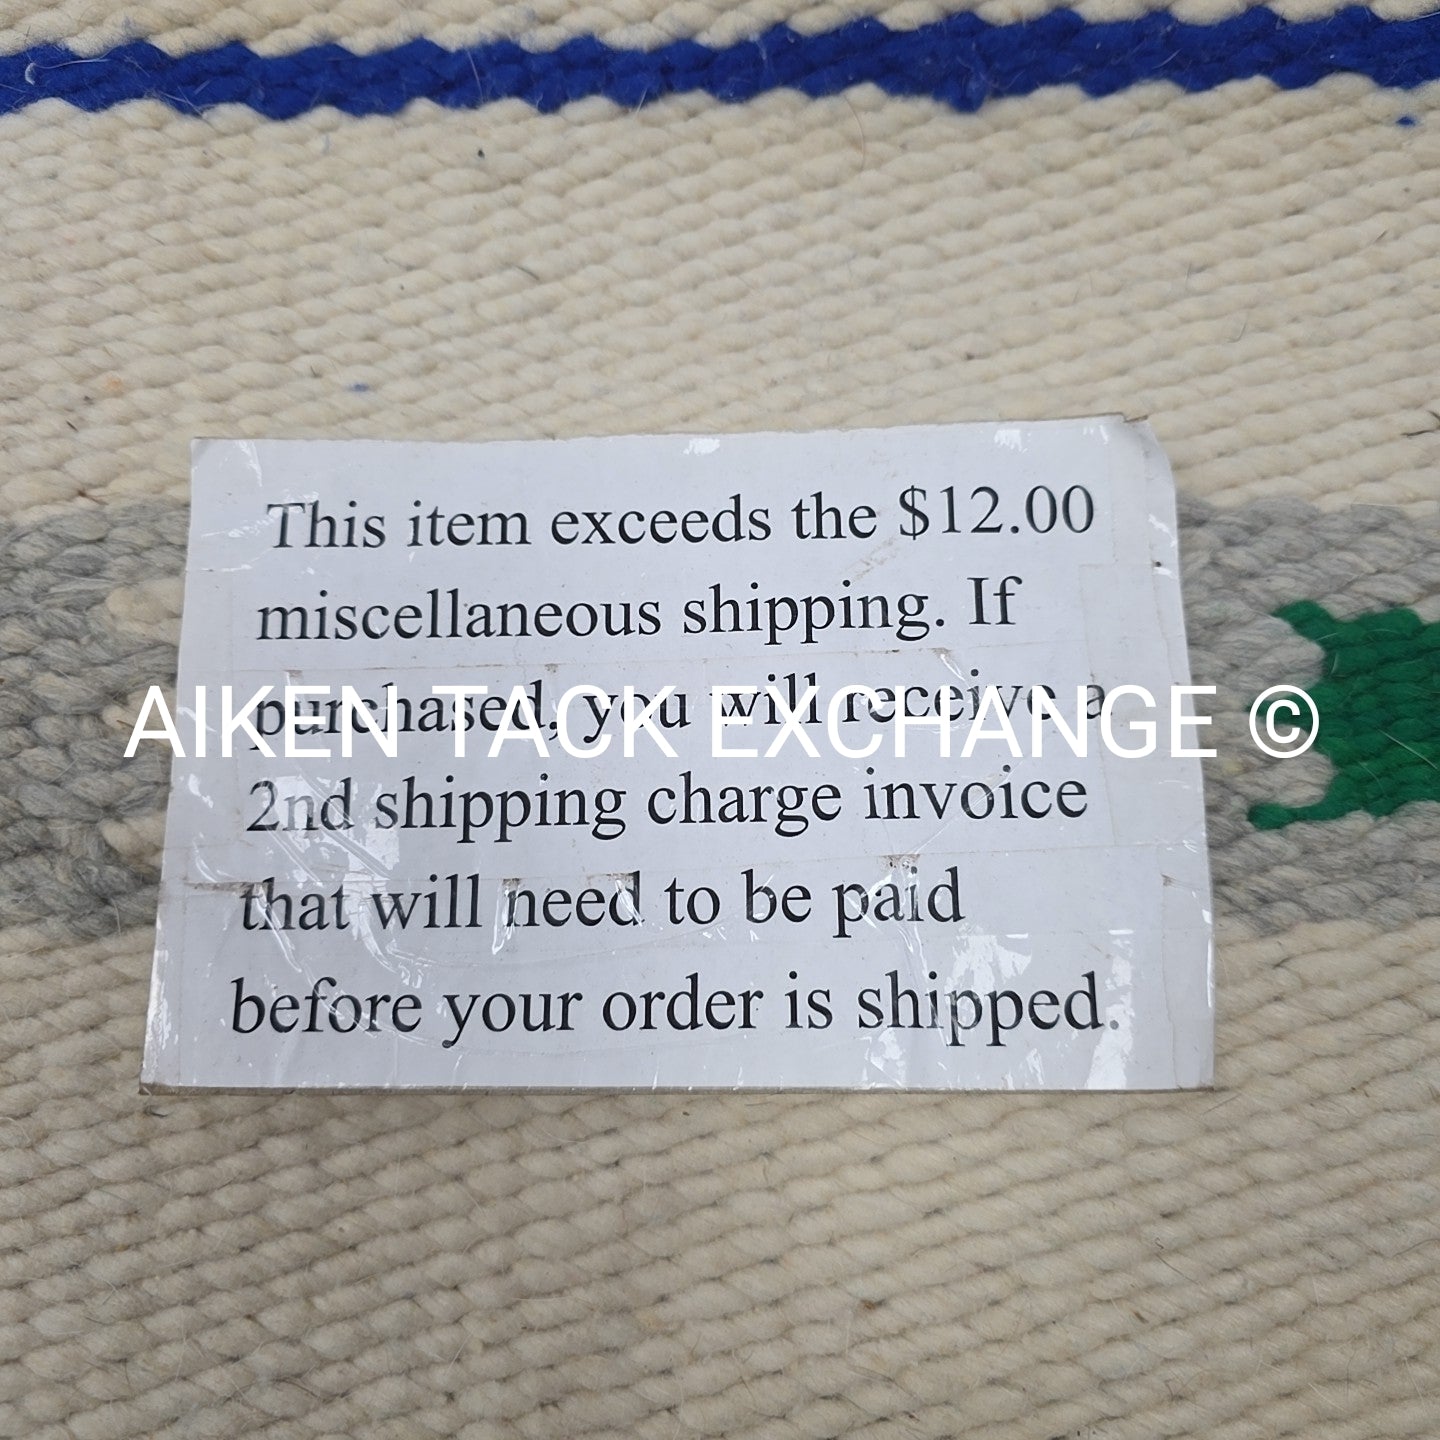 This item exceeds the $12.00
miscellaneous shipping. If
purchased, you will receive a
AIKEN TACK EXCHANGE ©
2nd shipping charge invoice
that will need to be paid
before your order is shipped.